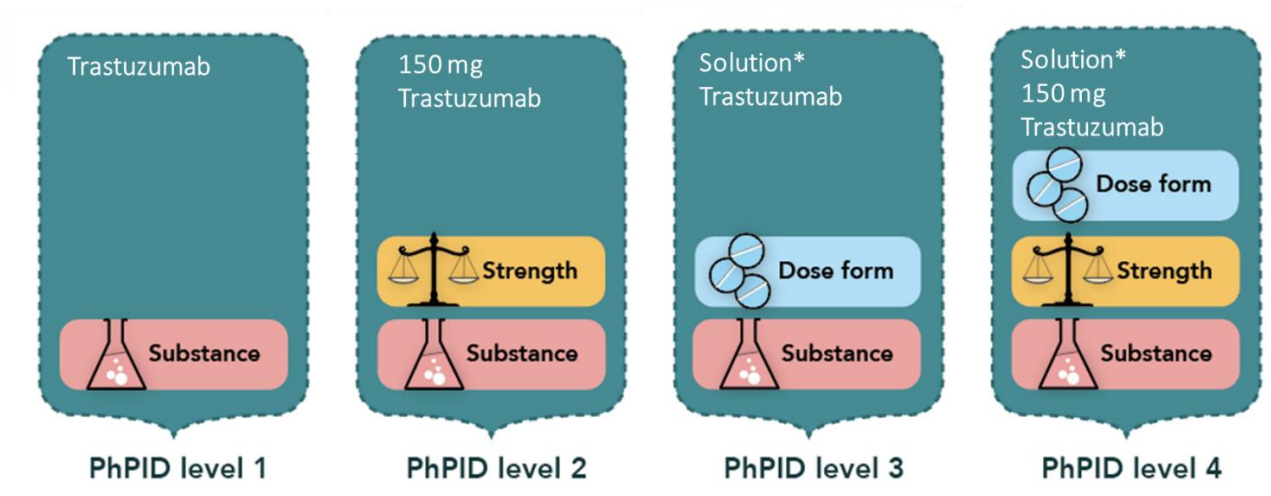 Trastuzumab
Substance
PhPID level 1
150 mg
Trastuzumab
Strength
Substance
PhPID level 2
Solution*
Trastuzumab
Dose form
Substance
PhPID level 3
Solution*
150 mg
Trastuzumab
Dose form
Strength
Substance
PhPID level 4